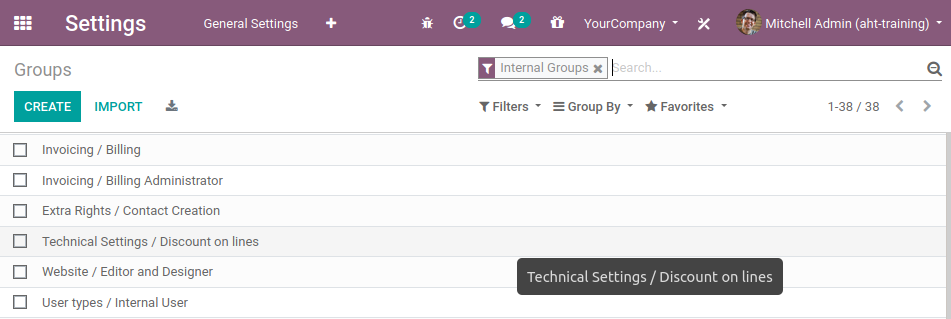 Settings General Settings 2 2 YourCompany Mitchell Admin (aht-training)
Groups Internal Groups Search...
CREATE IMPORT Filters Group By Favorites 1-38 / 38
Invoicing / Billing
Invoicing / Billing Administrator
Extra Rights / Contact Creation
Technical Settings / Discount on lines
Website / Editor and Designer
Technical Settings / Discount on lines
User types / Internal User